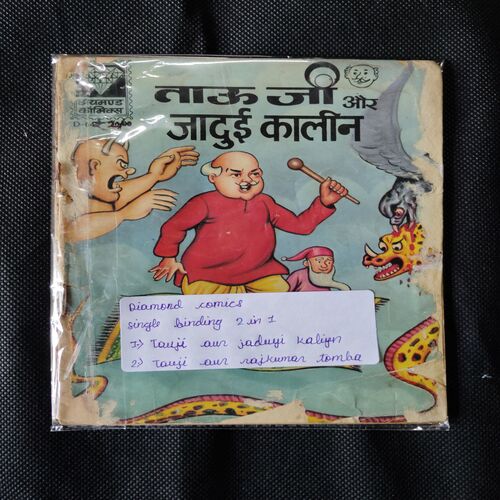 डायमण्ड
कॉमिक्स
ताऊ जी और
जादुई कालीन
Diamond comics
single binding 2 in 1
1) Tauji aur jaduyi kaliyn
2) Tauji aur rajkumar tomba